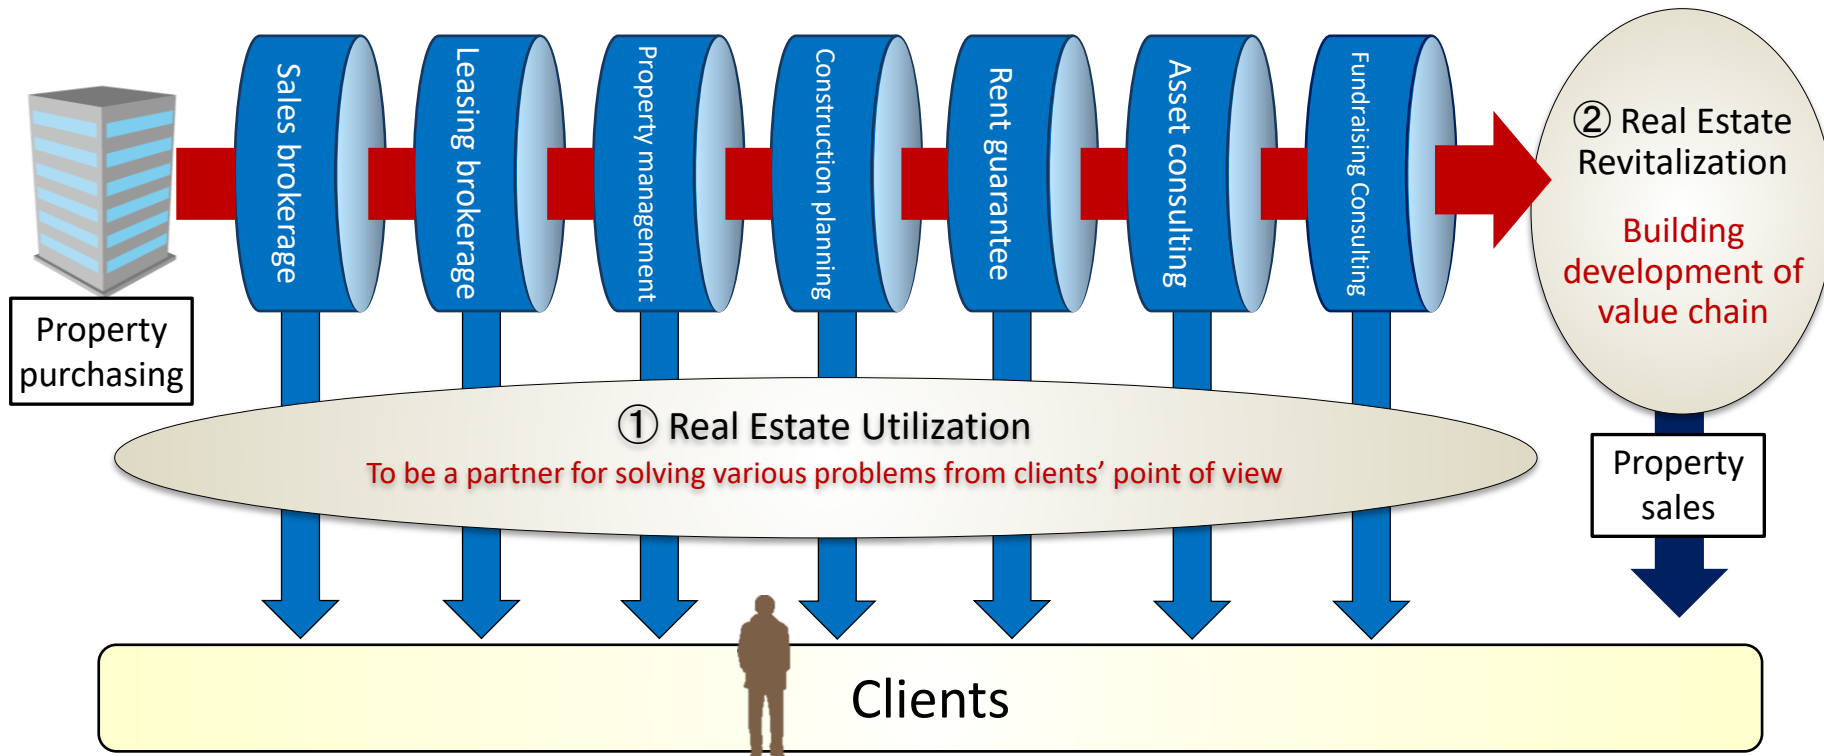 Sales brokerage
Leasing brokerage
Property management
Construction planning
Rent guarantee
Asset consulting
Fundraising Consulting
② Real Estate
Revitalization
Building
development of
value chain
Property
purchasing
① Real Estate Utilization
To be a partner for solving various problems from clients’ point of view
Property
sales
Clients